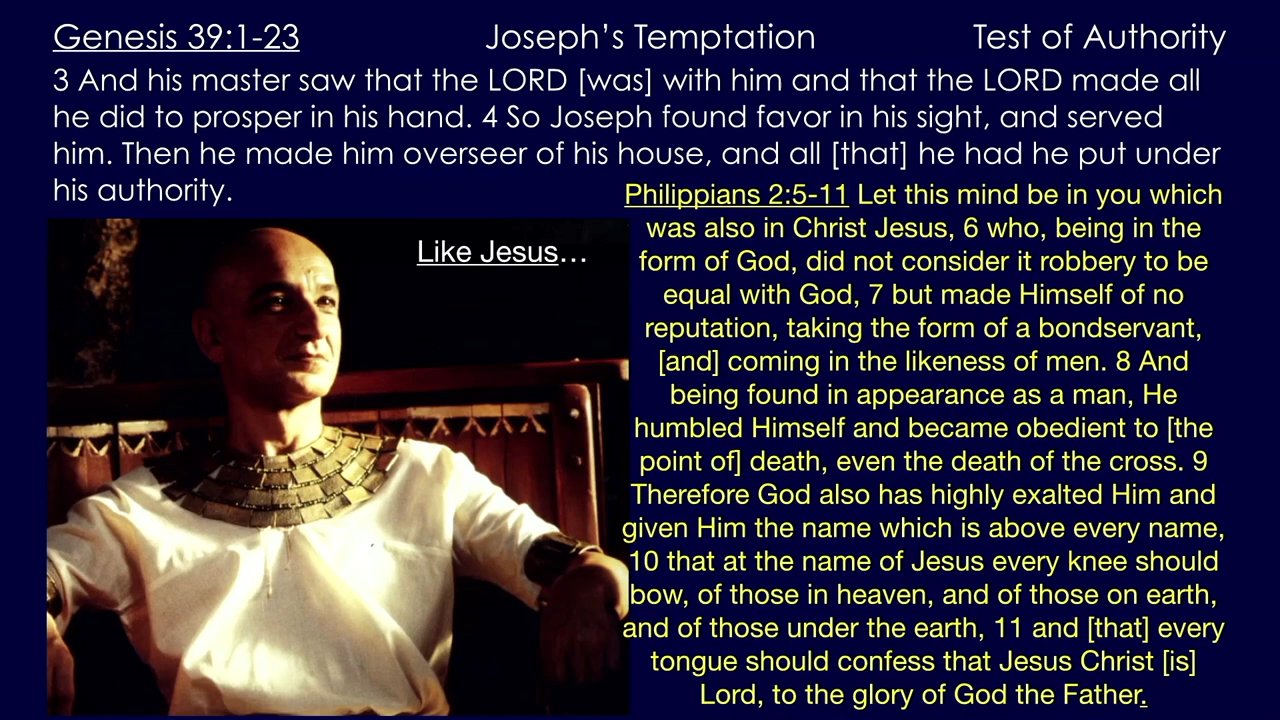 Genesis 39:1-23 Joseph’s Temptation Test of Authority
3 And his master saw that the LORD [was] with him and that the LORD made all
he did to prosper in his hand. 4 So Joseph found favor in his sight, and served
him. Then he made him overseer of his house, and all [that] he had he put under
his authority.
Like Jesus…
Philippians 2:5-11 Let this mind be in you which
was also in Christ Jesus, 6 who, being in the
form of God, did not consider it robbery to be
equal with God, 7 but made Himself of no
reputation, taking the form of a bondservant,
[and] coming in the likeness of men. 8 And
being found in appearance as a man, He
humbled Himself and became obedient to [the
point of] death, even the death of the cross. 9
Therefore God also has highly exalted Him and
given Him the name which is above every name,
10 that at the name of Jesus every knee should
bow, of those in heaven, and of those on earth,
and of those under the earth, 11 and [that] every
tongue should confess that Jesus Christ [is]
Lord, to the glory of God the Father.